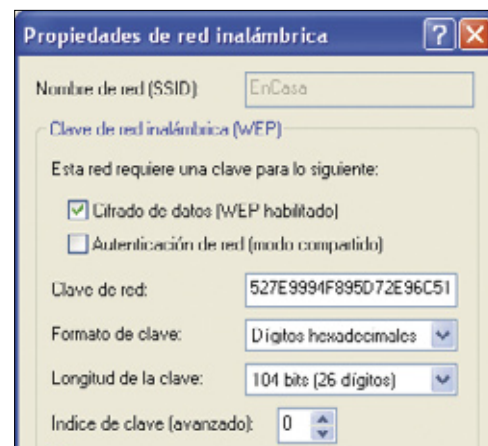 Propiedades de red inalámbrica
Nombre de red (SSID) EnCasa
Clave de red inalámbrica (WEP)
Esta red requiere una clave para lo siguiente:
Cifrado de datos (WEP habilitado)
Autenticación de red (modo compartido)
Clave de red: 527E9994F895D72E96C51
Formato de clave: Dígitos hexadecimales
Longitud de la clave: 104 bits (26 dígitos)
Indice de clave (avanzado): 0